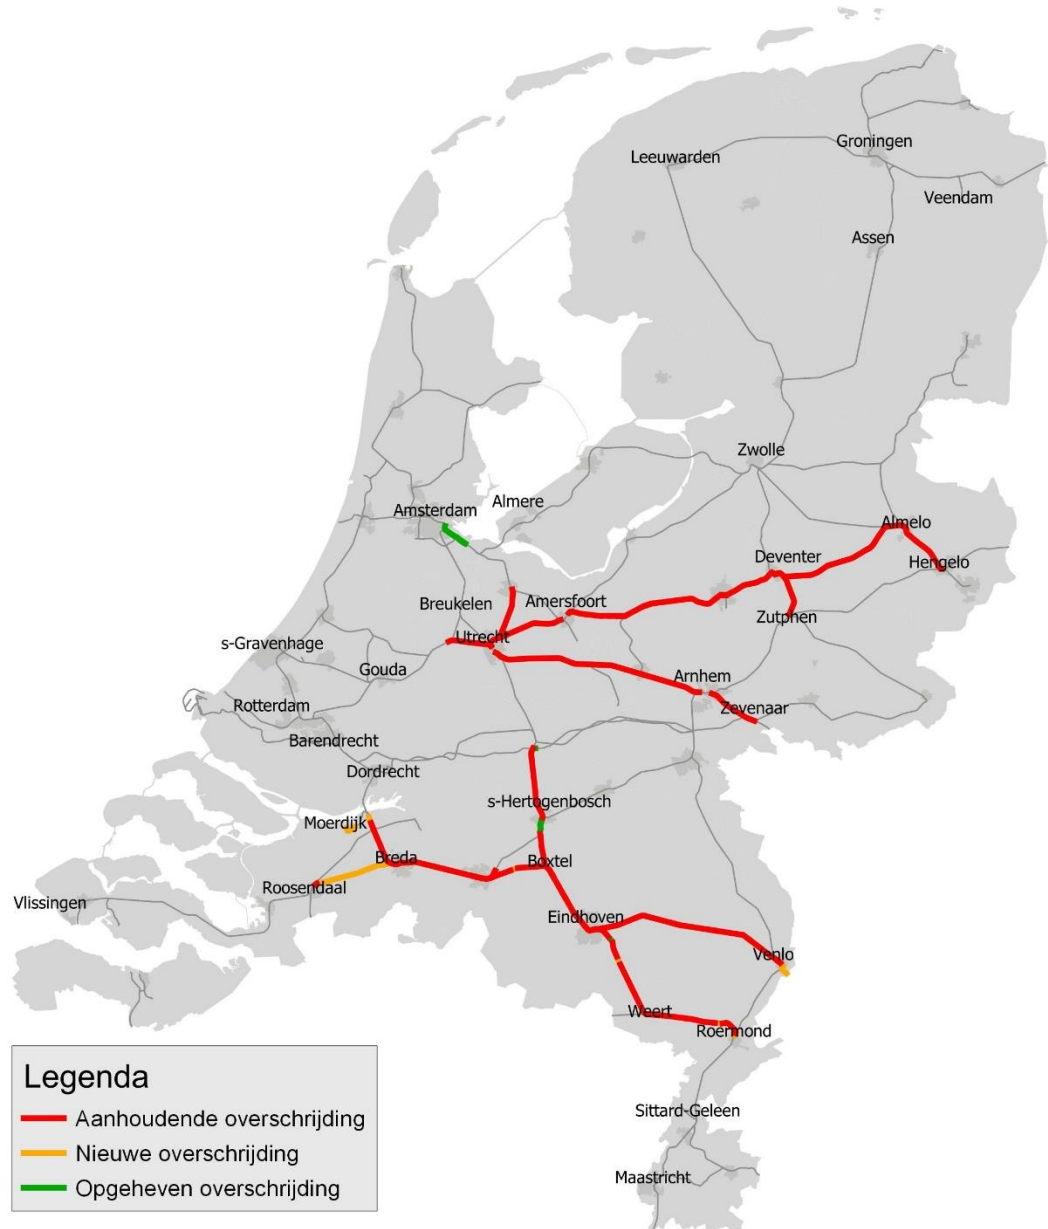 Groningen
Leeuwarden
Veendam
Assen
Zwolle
Almere
Amsterdam
Almelo
Deventer
Hengelo
Breukelen
Amersfoort
Zutphen
Utrecht
s-Gravenhage
Gouda
Arnhem
Rotterdam
Zevenaar
Barendrecht
Dordrecht
s-Hertogenbosch
Moerdijk
Breda
Boxtel
Roosendaal
Vlissingen
Eindhoven
Venlo
Weert
Roermond
Legenda
Aanhoudende overschrijding
Nieuwe overschrijding
Opgeheven overschrijding
Sittard-Geleen
Maastricht